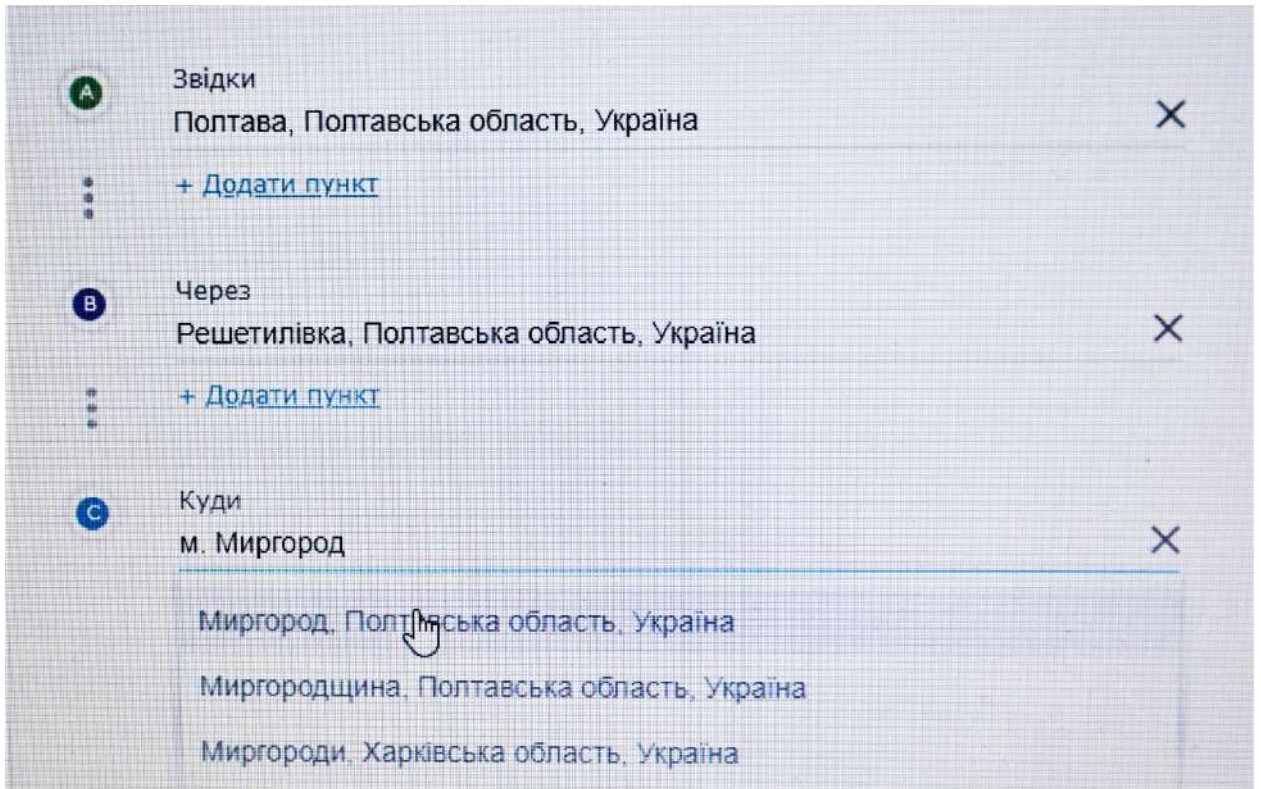 A
Звідки
Полтава, Полтавська область, Україна
+ Додати пункт
B
Через
Решетилівка, Полтавська область, Україна
+ Додати пункт
C
Куди
м. Миргород
Миргород, Полтавська область, Україна
Миргородщина, Полтавська область, Україна
Миргороди, Харківська область, Україна